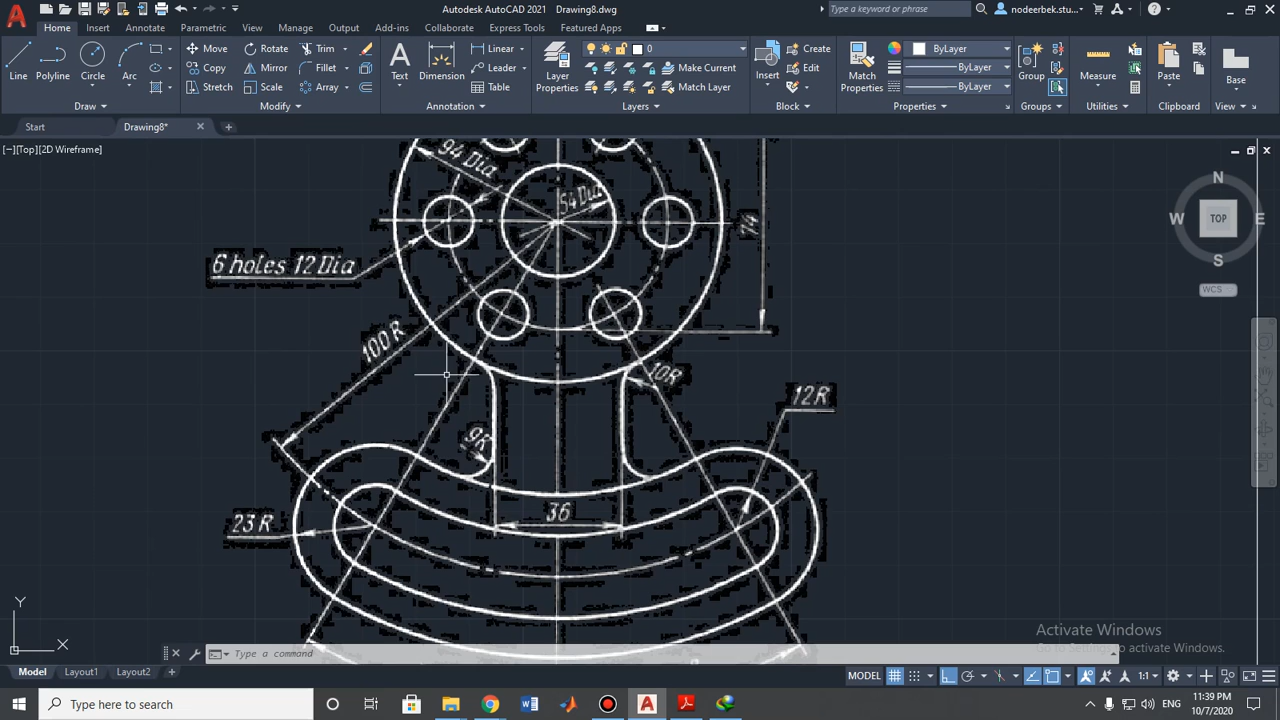 Autodesk AutoCAD 2021 Drawing8.dwg
Type a keyword or phrase
nodeerbek.stu...
Home Insert Annotate Parametric View Manage Output Add-ins Collaborate Express Tools Featured Apps
Line Polyline Circle Arc
Move Rotate Trim
Copy Mirror Fillet
Stretch Scale Array
Text Dimension
Linear
Leader
Table
Layer Properties
0
Make Current
Match Layer
Insert
Create
Edit
Match Properties
ByLayer
ByLayer
ByLayer
Group
Measure
Paste
Base
Draw Modify Annotation Layers Block Properties Groups Utilities Clipboard View
Start Drawing8*
[−][Top][2D Wireframe]
N
W TOP E
S
WCS
94 Dia
54 Dia
6 holes 12 Dia
100 R
10R
12R
9R
36
23 R
Y
X
Activate Windows
Go to Settings to activate Windows.
Type a command
Model Layout1 Layout2
MODEL
1:1
Type here to search
ENG
11:39 PM
10/7/2020